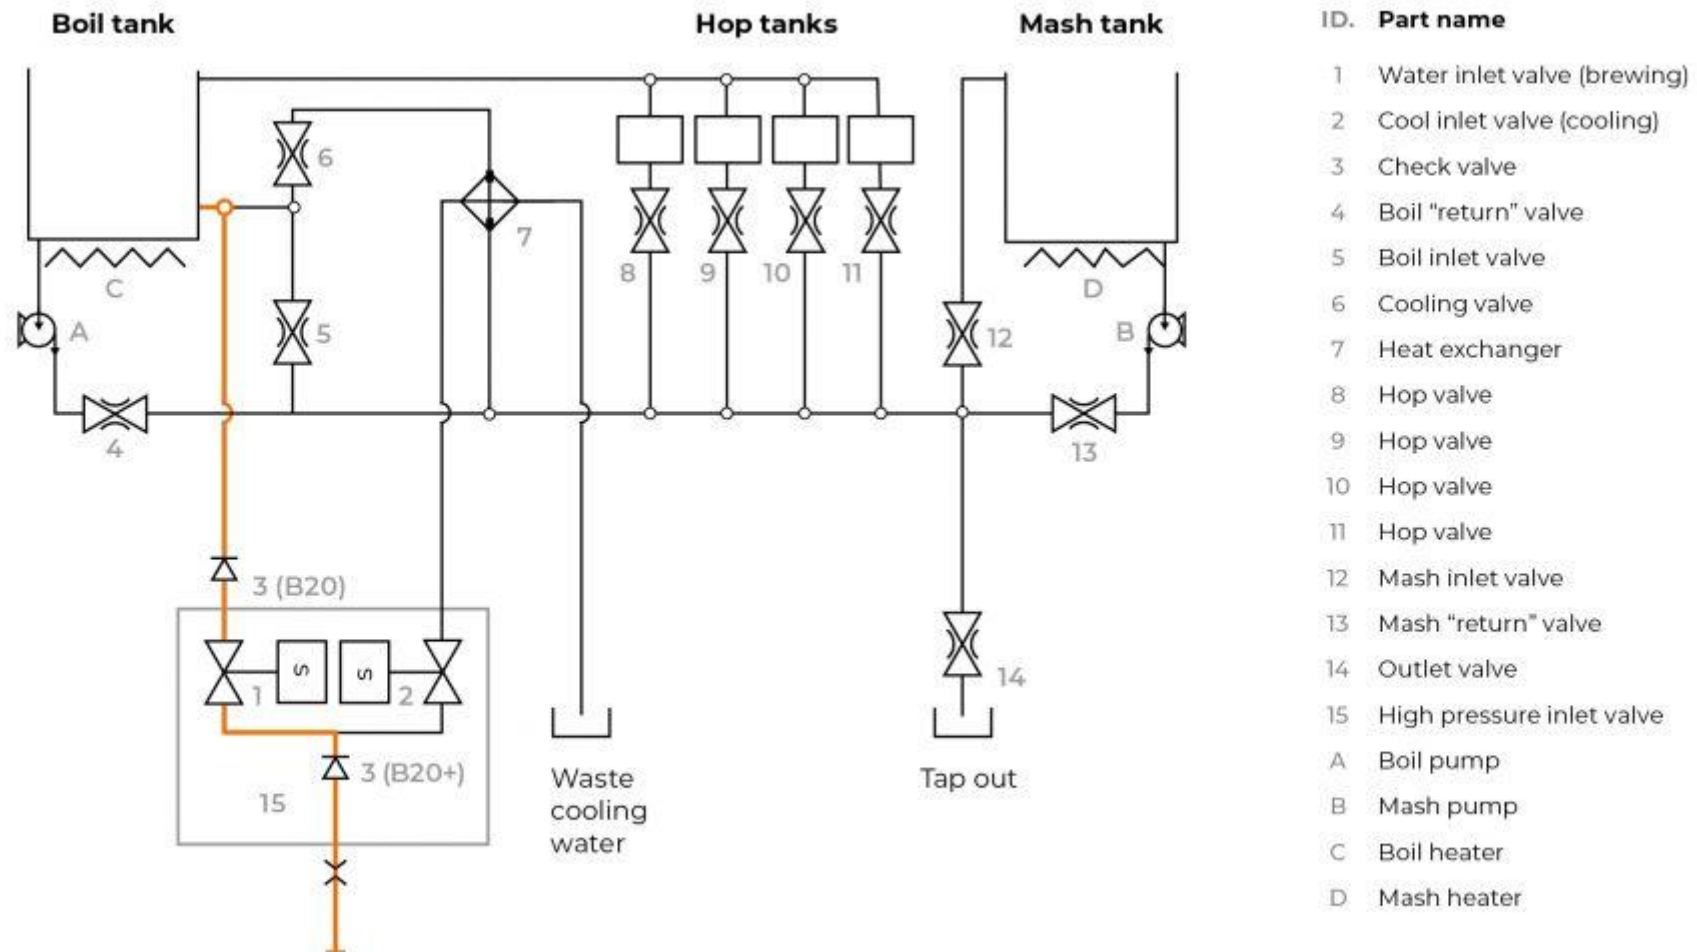 Boil tank
Hop tanks
Mash tank
6
7
C
A
5
4
8
9
10
11
12
D
B
13
3 (B20)
S
S
1
2
3 (B20+)
15
14
Waste
cooling
water
Tap out
ID. Part name
1 Water inlet valve (brewing)
2 Cool inlet valve (cooling)
3 Check valve
4 Boil “return” valve
5 Boil inlet valve
6 Cooling valve
7 Heat exchanger
8 Hop valve
9 Hop valve
10 Hop valve
11 Hop valve
12 Mash inlet valve
13 Mash “return” valve
14 Outlet valve
15 High pressure inlet valve
A Boil pump
B Mash pump
C Boil heater
D Mash heater